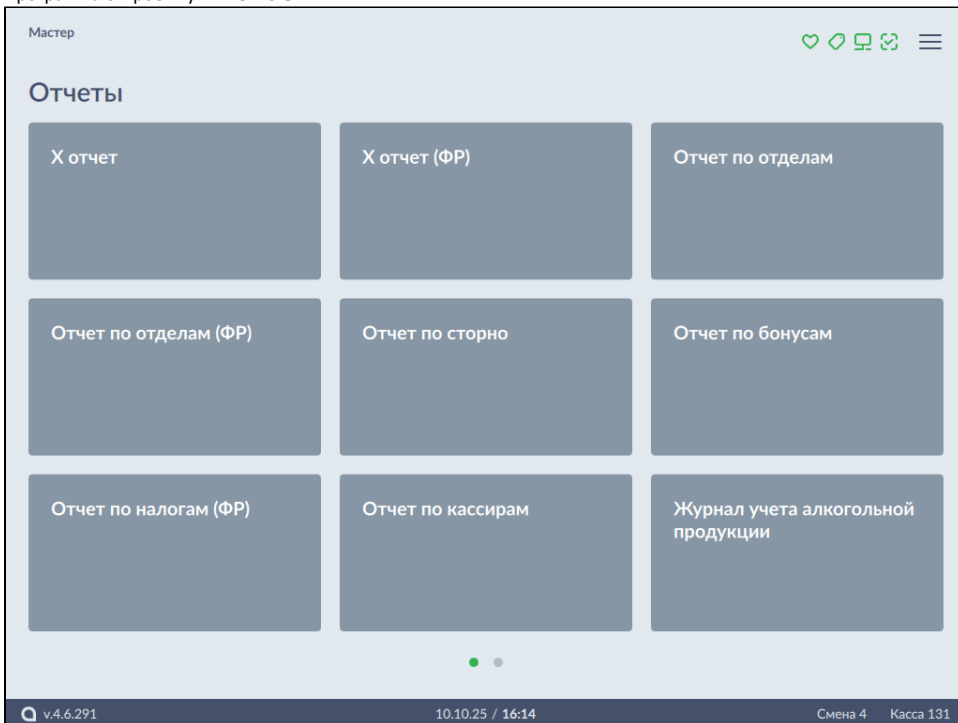 Мастер
Отчеты
X отчет
X отчет (ФР)
Отчет по отделам
Отчет по отделам (ФР)
Отчет по сторно
Отчет по бонусам
Отчет по налогам (ФР)
Отчет по кассирам
Журнал учета алкогольной
продукции
v.4.6.291
10.10.25 / 16:14
Смена 4 Касса 131